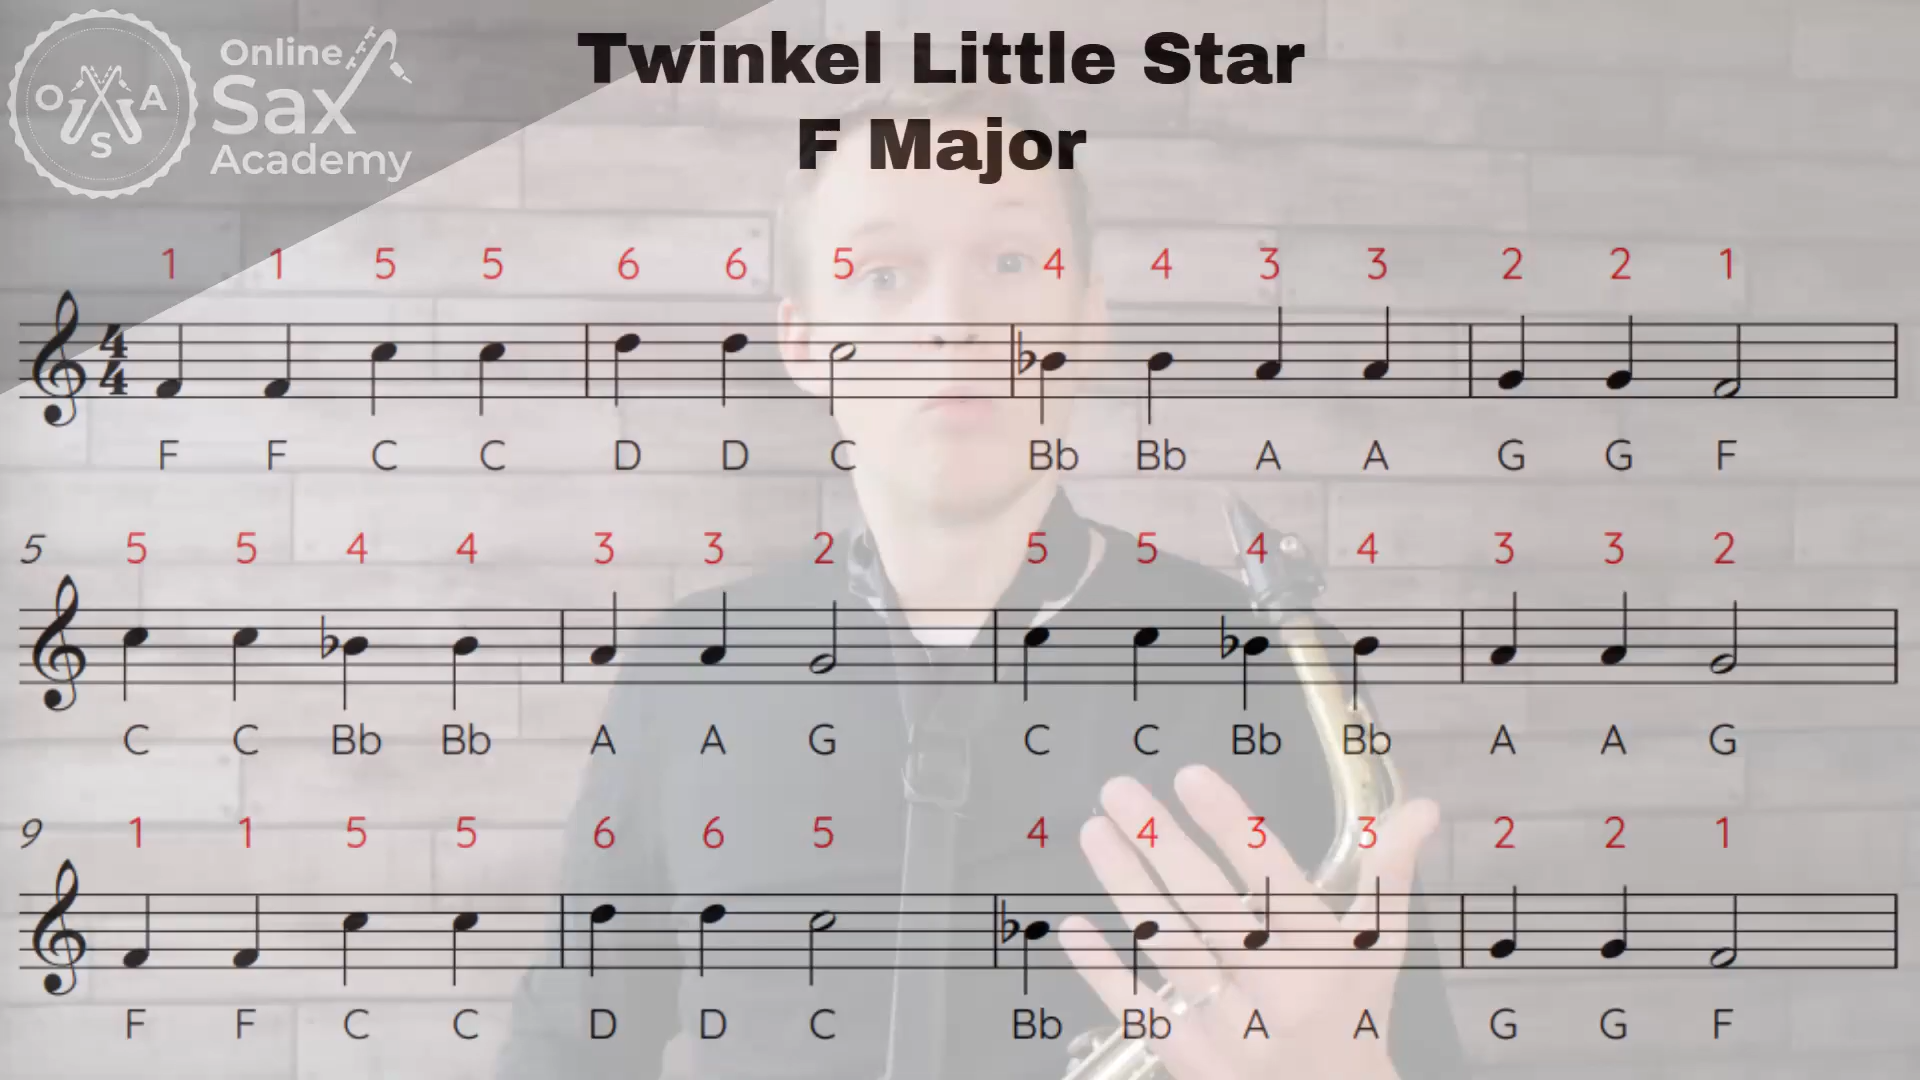 O S A
Online
Sax
Academy
Twinkel Little Star
F Major
1 1 5 5 6 6 5 4 4 3 3 2 2 1
4
4
F F C C D D C Bb Bb A A G G F
5 5 5 4 4 3 3 2 5 5 4 4 3 3 2
C C Bb Bb A A G C C Bb Bb A A G
9 1 1 5 5 6 6 5 4 4 3 3 2 2 1
F F C C D D C Bb Bb A A G G F